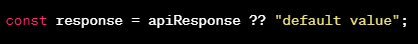 const response = apiResponse ?? "default value";